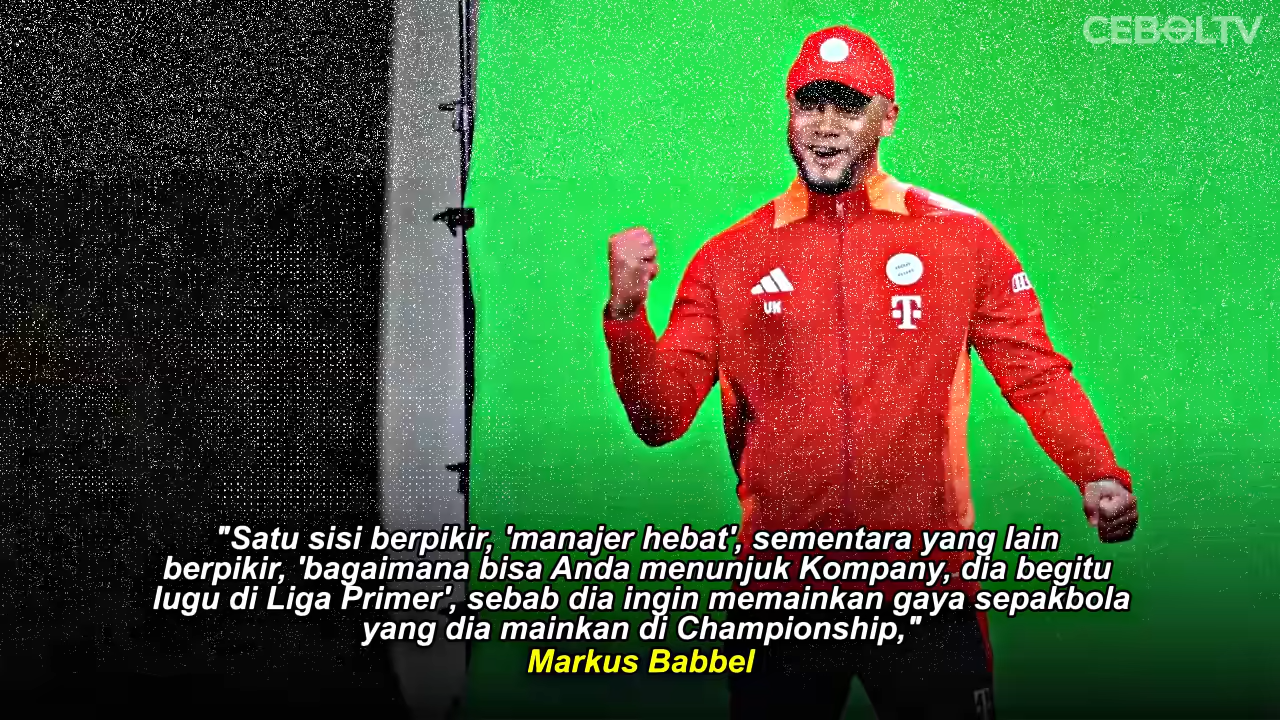 CEBOLTV
UK
T
"Satu sisi berpikir, 'manajer hebat', sementara yang lain
berpikir, 'bagaimana bisa Anda menunjuk Kompany, dia begitu
lugu di Liga Primer', sebab dia ingin memainkan gaya sepakbola
yang dia mainkan di Championship,"
Markus Babbel